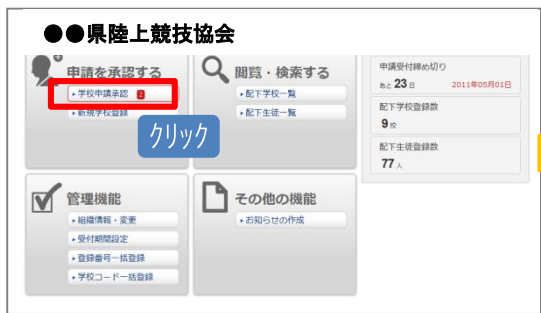 ●●県陸上競技協会
申請を承認する
・学校申請承認 2
・新規学校登録
クリック
閲覧・検索する
・配下学校一覧
・配下生徒一覧
申請受付締め切り
あと 23 日 2011年05月01日
配下学校登録数
9 校
配下生徒登録数
77 人
管理機能
・組織情報・変更
・受付期間設定
・登録番号一括登録
・学校コード一括登録
その他の機能
・お知らせの作成